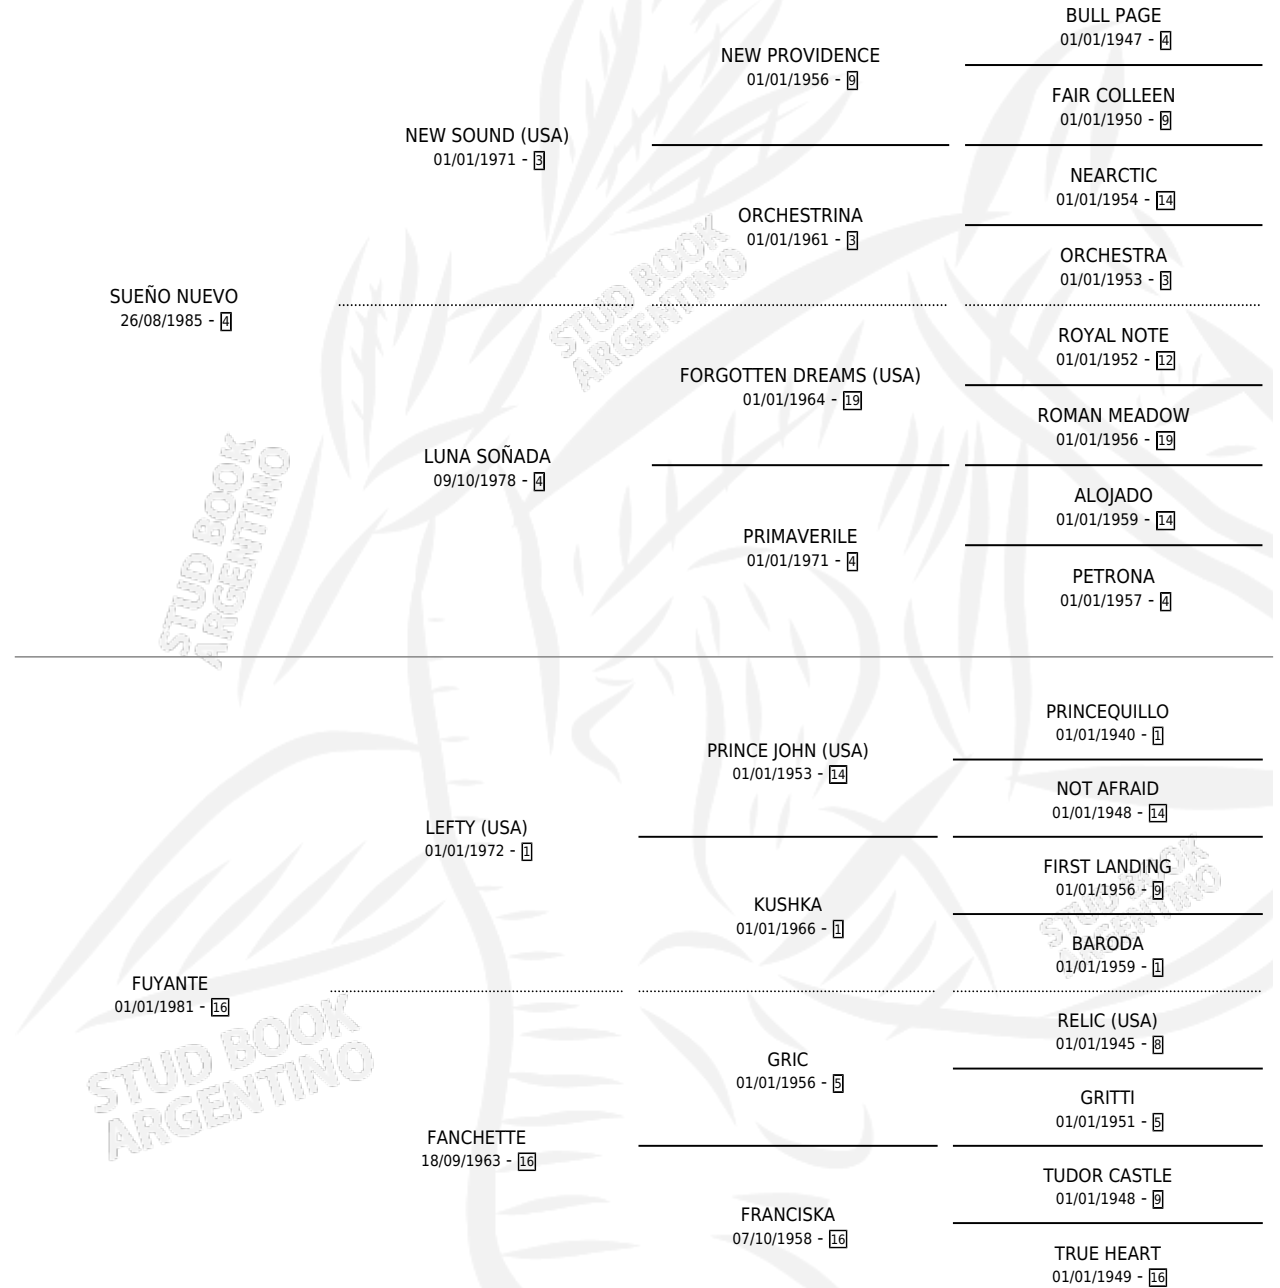 BULL PAGE
01/01/1947 - 4
NEW PROVIDENCE
01/01/1956 - 9
FAIR COLLEEN
01/01/1950 - 9
NEW SOUND (USA)
01/01/1971 - 3
NEARCTIC
01/01/1954 - 14
ORCHESTRINA
01/01/1961 - 3
ORCHESTRA
01/01/1953 - 3
SUEÑO NUEVO
26/08/1985 - 4
ROYAL NOTE
01/01/1952 - 12
FORGOTTEN DREAMS (USA)
01/01/1964 - 19
ROMAN MEADOW
01/01/1956 - 19
LUNA SOÑADA
09/10/1978 - 4
ALOJADO
01/01/1959 - 14
PRIMAVERILE
01/01/1971 - 4
PETRONA
01/01/1957 - 4
STUD BOOK
ARGENTINO
STUD BOOK
ARGENTINO
PRINCEQUILLO
01/01/1940 - 1
PRINCE JOHN (USA)
01/01/1953 - 14
NOT AFRAID
01/01/1948 - 14
LEFTY (USA)
01/01/1972 - 1
FIRST LANDING
01/01/1956 - 9
KUSHKA
01/01/1966 - 1
BARODA
01/01/1959 - 1
STUD BOOK
ARGENTINO
FUYANTE
01/01/1981 - 16
RELIC (USA)
01/01/1945 - 8
GRIC
01/01/1956 - 5
GRITTI
01/01/1951 - 5
STUD BOOK
ARGENTINO
FANCHETTE
18/09/1963 - 16
TUDOR CASTLE
01/01/1948 - 9
FRANCISKA
07/10/1958 - 16
TRUE HEART
01/01/1949 - 16